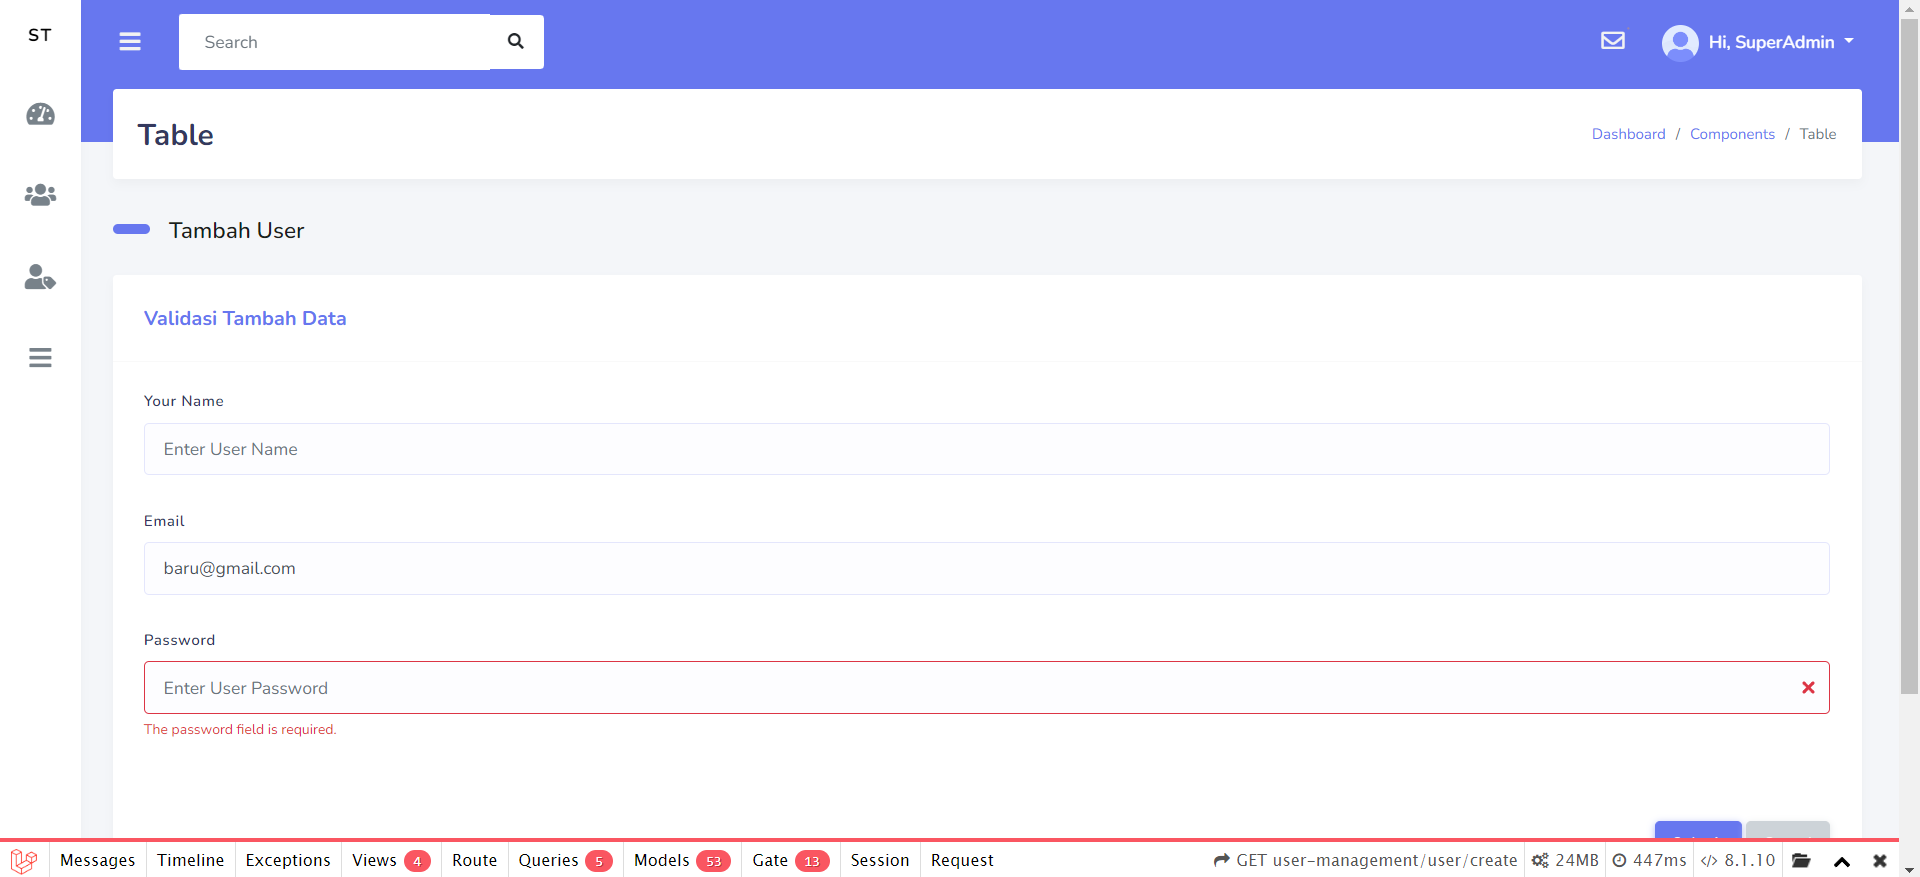 ST
Search
Hi, SuperAdmin
Table
Dashboard / Components / Table
Tambah User
Validasi Tambah Data
Your Name
Enter User Name
Email
baru@gmail.com
Password
Enter User Password
The password field is required.
Messages Timeline Exceptions Views 4 Route Queries 5 Models 53 Gate 13 Session Request GET user-management/user/create 24MB 447ms </> 8.1.10